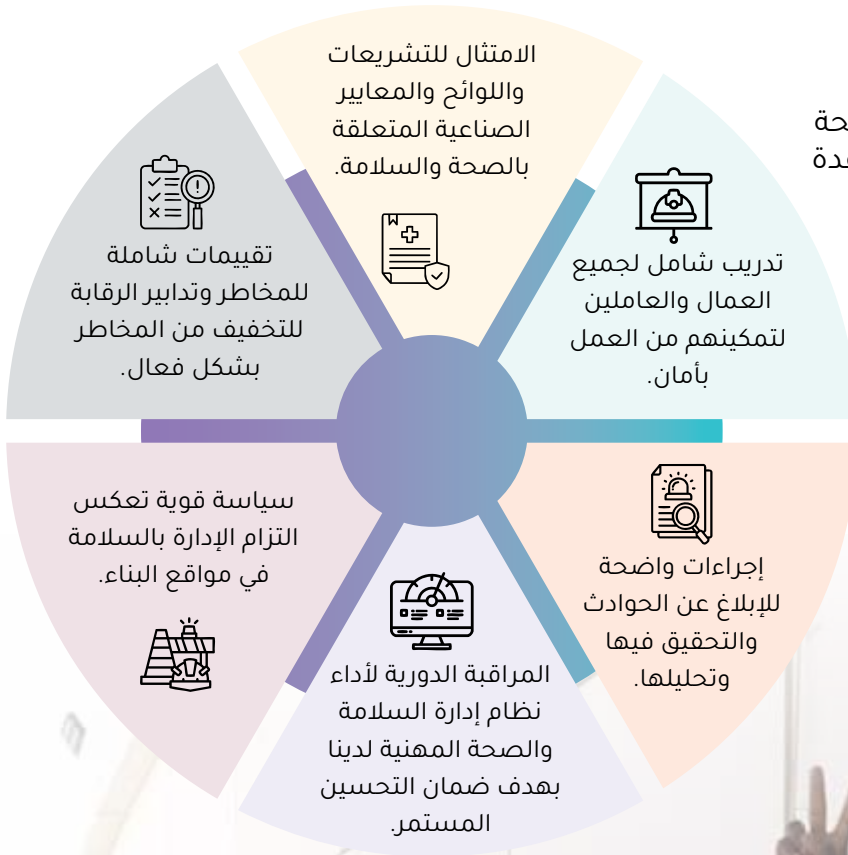 الامتثال للتشريعات
واللوائح والمعايير
الصناعية المتعلقة
بالصحة والسلامة.
تدريب شامل لجميع
العمال والعاملين
لتمكينهم من العمل
بأمان.
إجراءات واضحة
للإبلاغ عن الحوادث
والتحقيق فيها
وتحليلها.
المراقبة الدورية لأداء
نظام إدارة السلامة
والصحة المهنية لدينا
بهدف ضمان التحسين
المستمر.
سياسة قوية تعكس
التزام الإدارة بالسلامة
في مواقع البناء.
تقييمات شاملة
للمخاطر وتدابير الرقابة
للتخفيف من المخاطر
بشكل فعال.